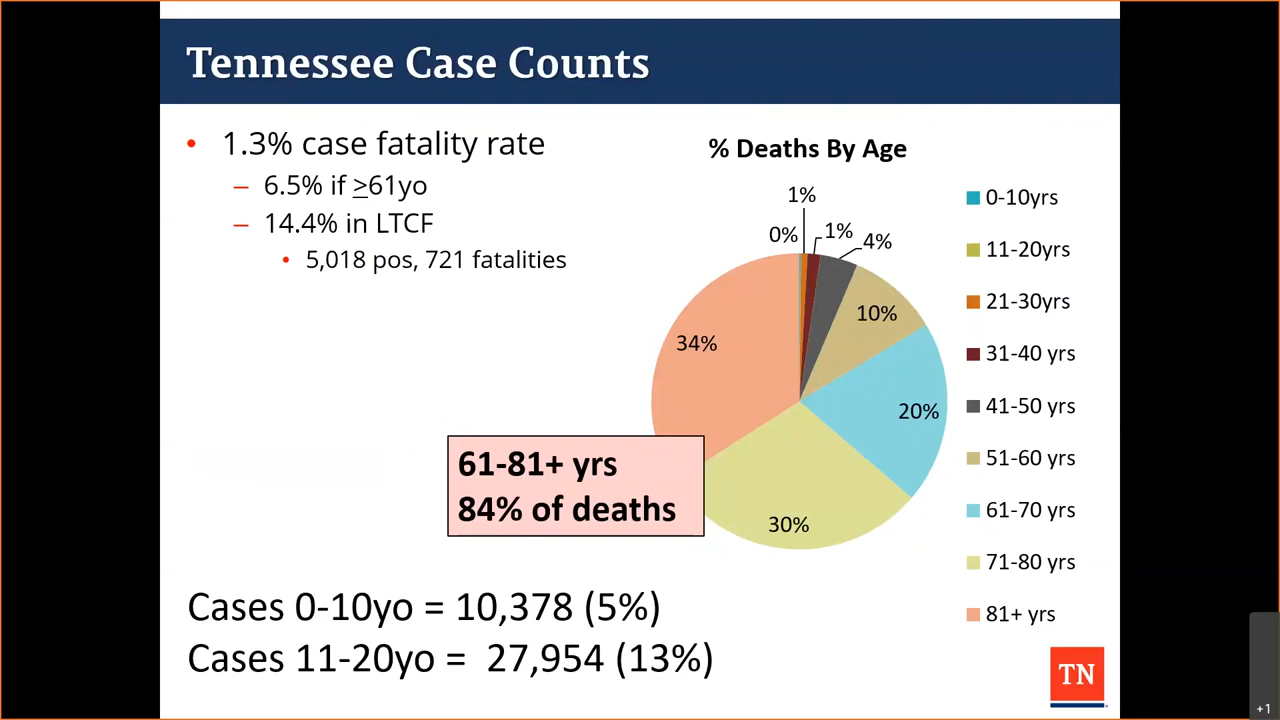 Tennessee Case Counts
• 1.3% case fatality rate
– 6.5% if ≥61yo
– 14.4% in LTCF
• 5,018 pos, 721 fatalities
% Deaths By Age
1%
0%
1%
4%
10%
34%
20%
30%
61-81+ yrs
84% of deaths
0-10yrs
11-20yrs
21-30yrs
31-40 yrs
41-50 yrs
51-60 yrs
61-70 yrs
71-80 yrs
81+ yrs
Cases 0-10yo = 10,378 (5%)
Cases 11-20yo =  27,954 (13%)
TN
+1